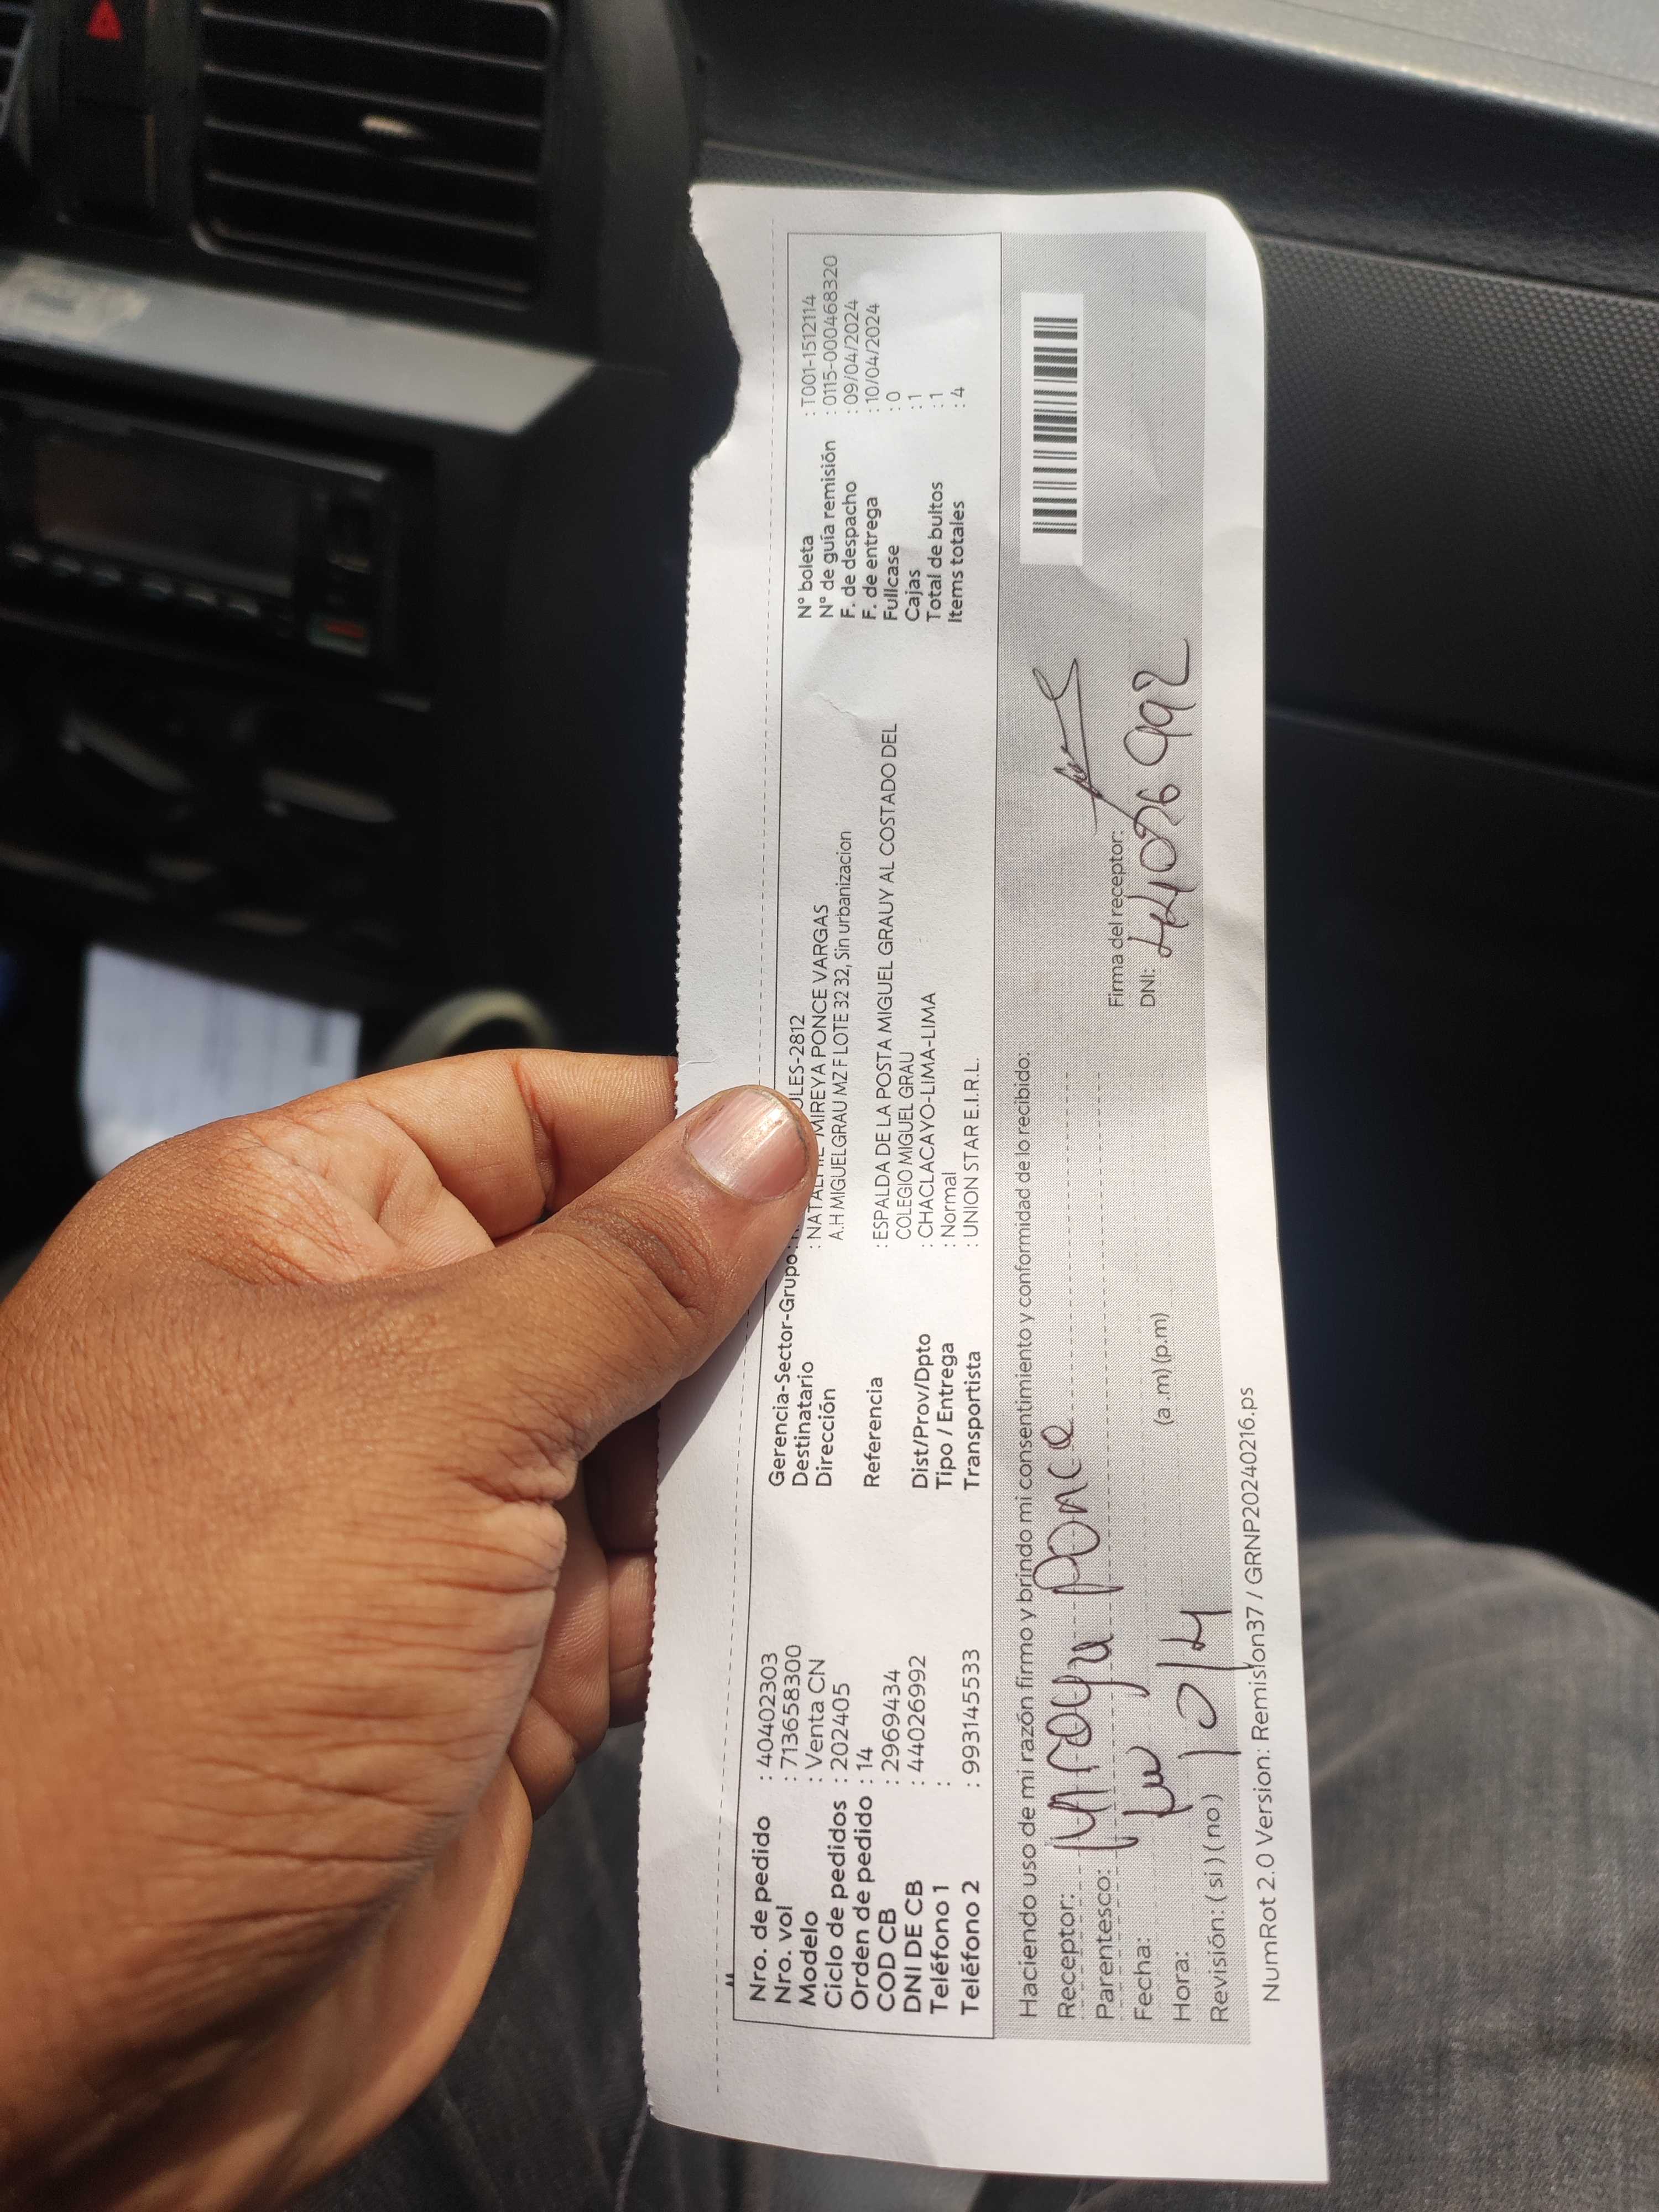 Nro. de pedido : 40402303
Nro. vol : 713658300
Modelo : Venta CN
Ciclo de pedidos : 202405
Orden de pedido : 14
COD CB : 2969434
DNI DE CB : 44026992
Teléfono 1 :
Teléfono 2 : 993145533
Gerencia-Sector-Grupo : LES-2812
Destinatario : MIREYA PONCE VARGAS
Dirección A.H MIGUEL GRAU MZ F LOTE 32 32, Sin urbanizacion
Referencia : ESPALDA DE LA POSTA MIGUEL GRAUY AL COSTADO DEL
COLEGIO MIGUEL GRAU
Dist/Prov/Dpto : CHACLACAYO-LIMA-LIMA
Tipo / Entrega : Normal
Transportista : UNION STAR E.I.R.L.
N° boleta : T001-1512114
N° de guía remisión : 0115-0000468320
F. de despacho : 09/04/2024
F. de entrega : 10/04/2024
Fullcase : 0
Cajas : 1
Total de bultos : 1
Items totales : 4
Haciendo uso de mi razón firmo y brindo mi consentimiento y conformidad de lo recibido:
Receptor: Ponce
Parentesco:
Fecha: 10/4
Hora: (a .m) (p.m)
Revisión: ( si ) ( no )
Firma del receptor:
DNI: 44026992
NumRot 2.0 Version: Remision37 / GRNP20240216.ps